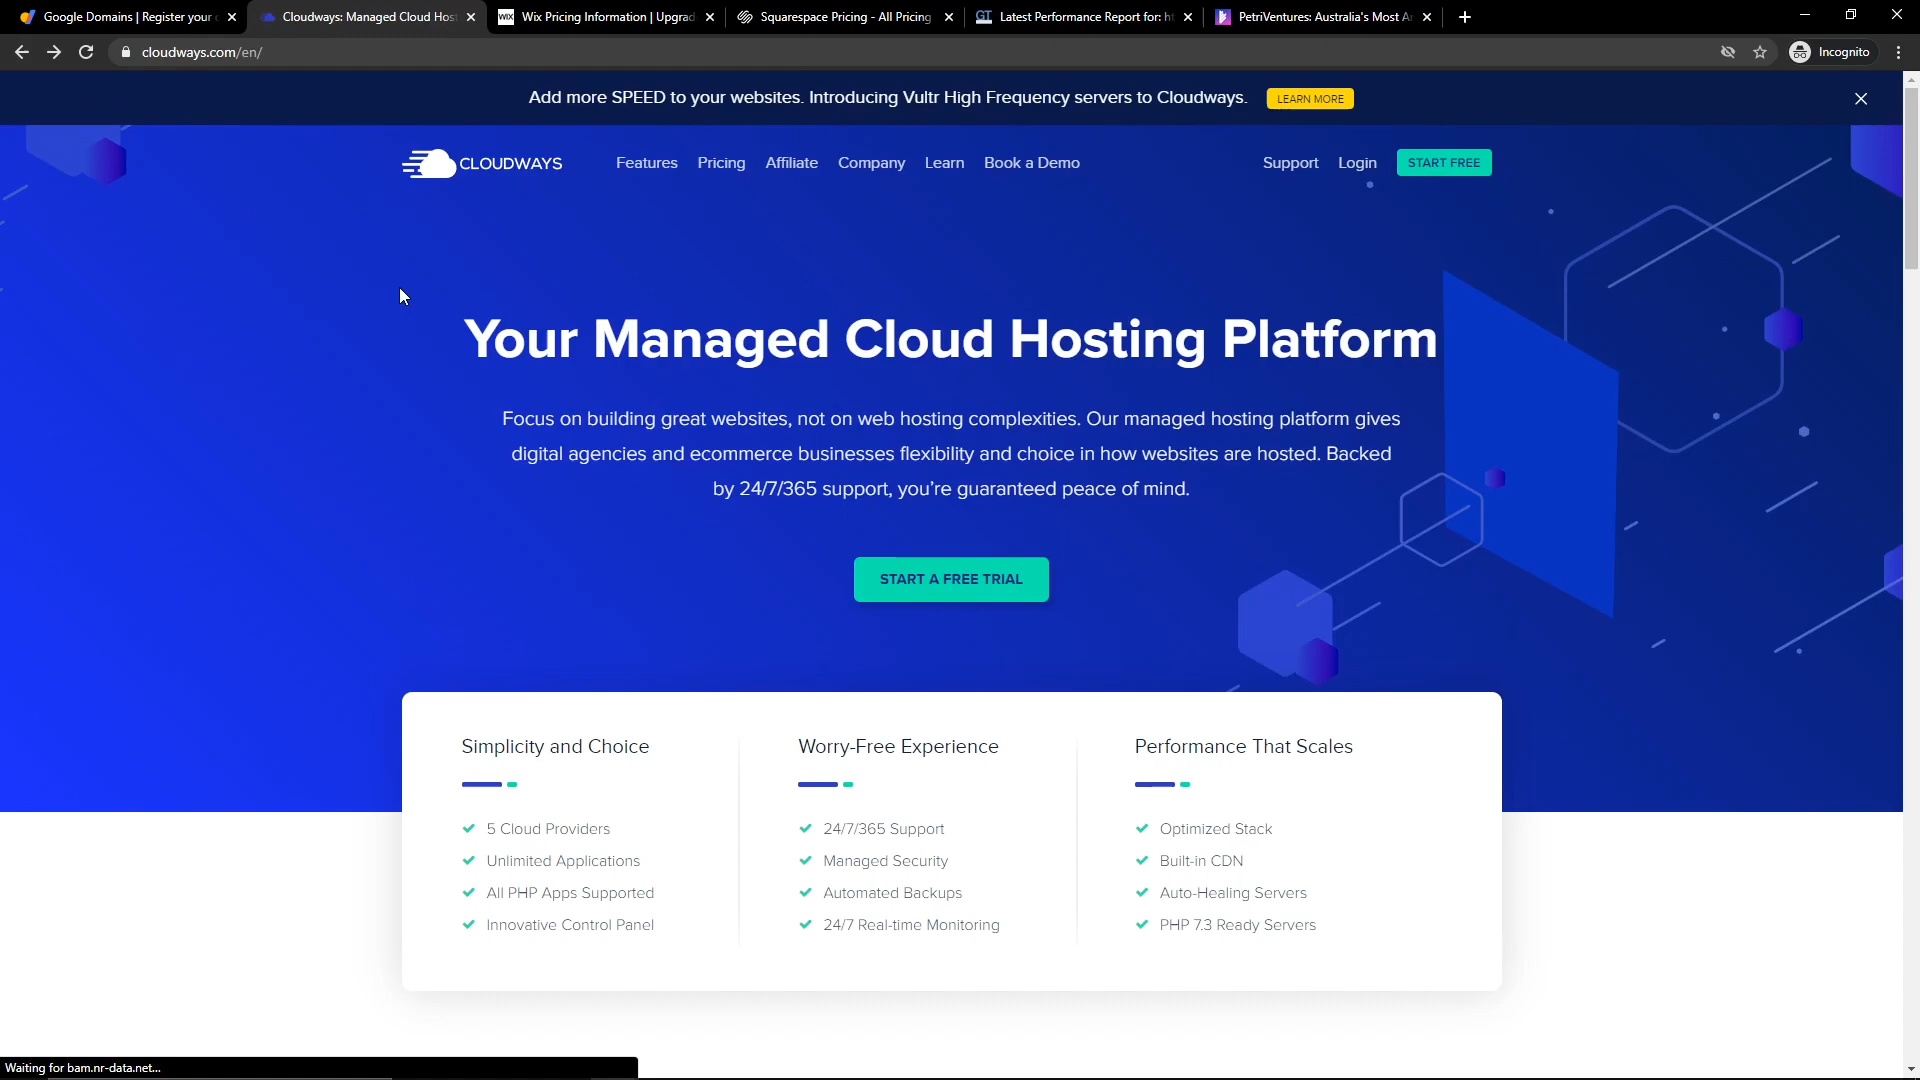 Google Domains | Register your
Cloudways: Managed Cloud Host
WIX
Wix Pricing Information | Upgrad
Squarespace Pricing - All Pricing
GT
Latest Performance Report for: ht
PetriVentures: Australia's Most A
cloudways.com/en/
Incognito
Add more SPEED to your websites. Introducing Vultr High Frequency servers to Cloudways.
LEARN MORE
CLOUDWAYS
Features
Pricing
Affiliate
Company
Learn
Book a Demo
Support
Login
START FREE
Your Managed Cloud Hosting Platform
Focus on building great websites, not on web hosting complexities. Our managed hosting platform gives
digital agencies and ecommerce businesses flexibility and choice in how websites are hosted. Backed
by 24/7/365 support, you're guaranteed peace of mind.
START A FREE TRIAL
Simplicity and Choice
5 Cloud Providers
Unlimited Applications
All PHP Apps Supported
Innovative Control Panel
Worry-Free Experience
24/7/365 Support
Managed Security
Automated Backups
24/7 Real-time Monitoring
Performance That Scales
Optimized Stack
Built-in CDN
Auto-Healing Servers
PHP 7.3 Ready Servers
Waiting for bam.nr-data.net...